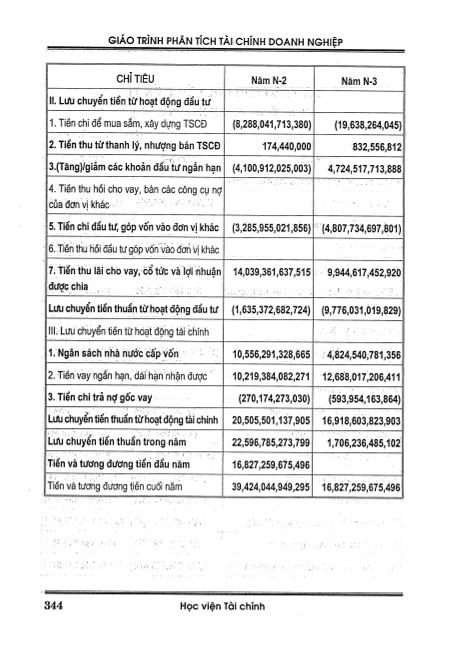 GIÁO TRÌNH PHÂN TÍCH TÀI CHÍNH DOANH NGHIỆP
CHỈ TIÊU Năm N-2 Năm N-3
II. Lưu chuyển tiền từ hoạt động đầu tư
1. Tiền chi để mua sắm, xây dựng TSCĐ (8,288,041,713,380) (19,638,264,045)
2. Tiền thu từ thanh lý, nhượng bán TSCĐ 174,440,000 832,556,812
3.(Tăng)/giảm các khoản đầu tư ngắn hạn (4,100,912,025,003) 4,724,517,713,888
4. Tiền thu hồi cho vay, bán các công cụ nợ
của đơn vị khác
5. Tiền chi đầu tư, góp vốn vào đơn vị khác (3,285,955,021,856) (4,807,734,697,801)
6. Tiền thu hồi đầu tư góp vốn vào đơn vị khác
7. Tiền thu lãi cho vay, cổ tức và lợi nhuận
được chia 14,039,361,637,515 9,944,617,452,920
Lưu chuyển tiền thuần từ hoạt động đầu tư (1,635,372,682,724) (9,776,031,019,829)
III. Lưu chuyển tiền từ hoạt động tài chính
1. Ngân sách nhà nước cấp vốn 10,556,291,328,665 4,824,540,781,356
2. Tiền vay ngắn hạn, dài hạn nhận được 10,219,384,082,271 12,688,017,206,411
3. Tiền chi trả nợ gốc vay (270,174,273,030) (593,954,163,864)
Lưu chuyển tiền thuần từ hoạt động tài chính 20,505,501,137,905 16,918,603,823,903
Lưu chuyển tiền thuần trong năm 22,596,785,273,799 1,706,236,485,102
Tiền và tương đương tiền đầu năm 16,827,259,675,496
Tiền và tương đương tiền cuối năm 39,424,044,949,295 16,827,259,675,496
344 Học viện Tài chính